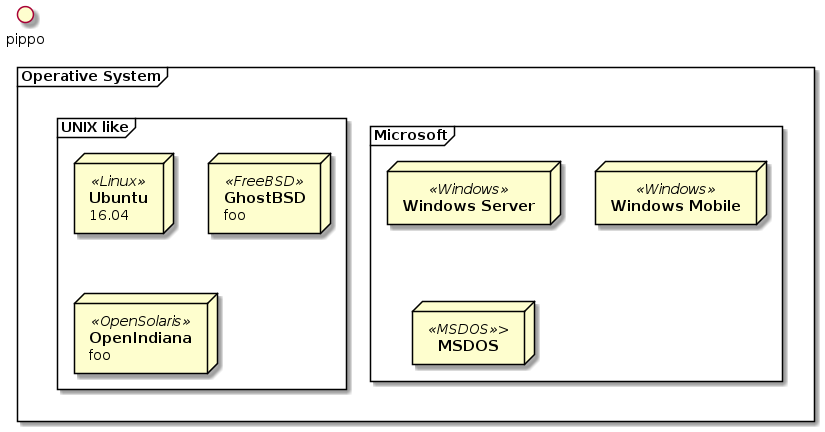 pippo
Operative System
UNIX like
«Linux»
Ubuntu
16.04
«FreeBSD»
GhostBSD
foo
«OpenSolaris»
OpenIndiana
foo
Microsoft
«Windows»
Windows Server
«Windows»
Windows Mobile
«MSDOS»>
MSDOS